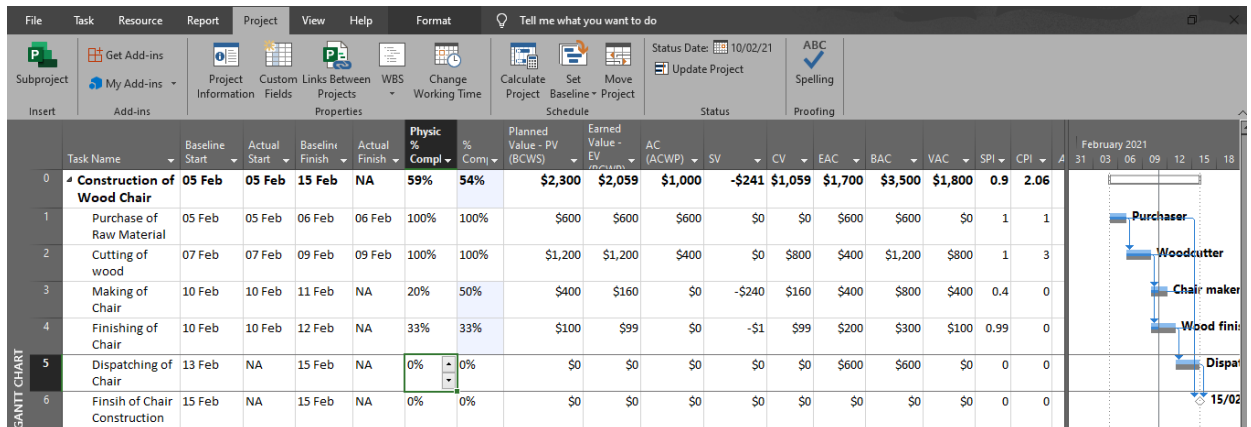 File Task Resource Report Project View Help Format Tell me what you want to do
Subproject
Get Add-ins
My Add-ins
Project Information
Custom Fields
Links Between Projects
WBS
Change Working Time
Calculate Project
Set Baseline
Move Project
Status Date: 10/02/21
Update Project
ABC
Spelling
Insert Add-ins Properties Schedule Status Proofing
Task Name
Baseline Start
Actual Start
Baseline Finish
Actual Finish
Physic % Compl
% Comp
Planned Value - PV (BCWS)
Earned Value - EV
AC (ACWP)
SV CV EAC BAC VAC SPI CPI
February 2021
31 03 06 09 12 15 18
0 Construction of Wood Chair 05 Feb 05 Feb 15 Feb NA 59% 54% $2,300 $2,059 $1,000 -$241 $1,059 $1,700 $3,500 $1,800 0.9 2.06
1 Purchase of Raw Material 05 Feb 05 Feb 06 Feb 06 Feb 100% 100% $600 $600 $600 $0 $0 $600 $600 $0 1 1 Purchaser
2 Cutting of wood 07 Feb 07 Feb 09 Feb 09 Feb 100% 100% $1,200 $1,200 $400 $0 $800 $400 $1,200 $800 1 3 Woodcutter
3 Making of Chair 10 Feb 10 Feb 11 Feb NA 20% 50% $400 $160 $0 -$240 $160 $400 $800 $400 0.4 0 Chair maker
4 Finishing of Chair 10 Feb 10 Feb 12 Feb NA 33% 33% $100 $99 $0 -$1 $99 $200 $300 $100 0.99 0 Wood finis
5 Dispatching of Chair 13 Feb NA 15 Feb NA 0% 0% $0 $0 $0 $0 $0 $600 $600 $0 0 0 Dispat
6 Finsih of Chair Construction 15 Feb NA 15 Feb NA 0% 0% $0 $0 $0 $0 $0 $0 $0 $0 0 0 15/02
GANTT CHART